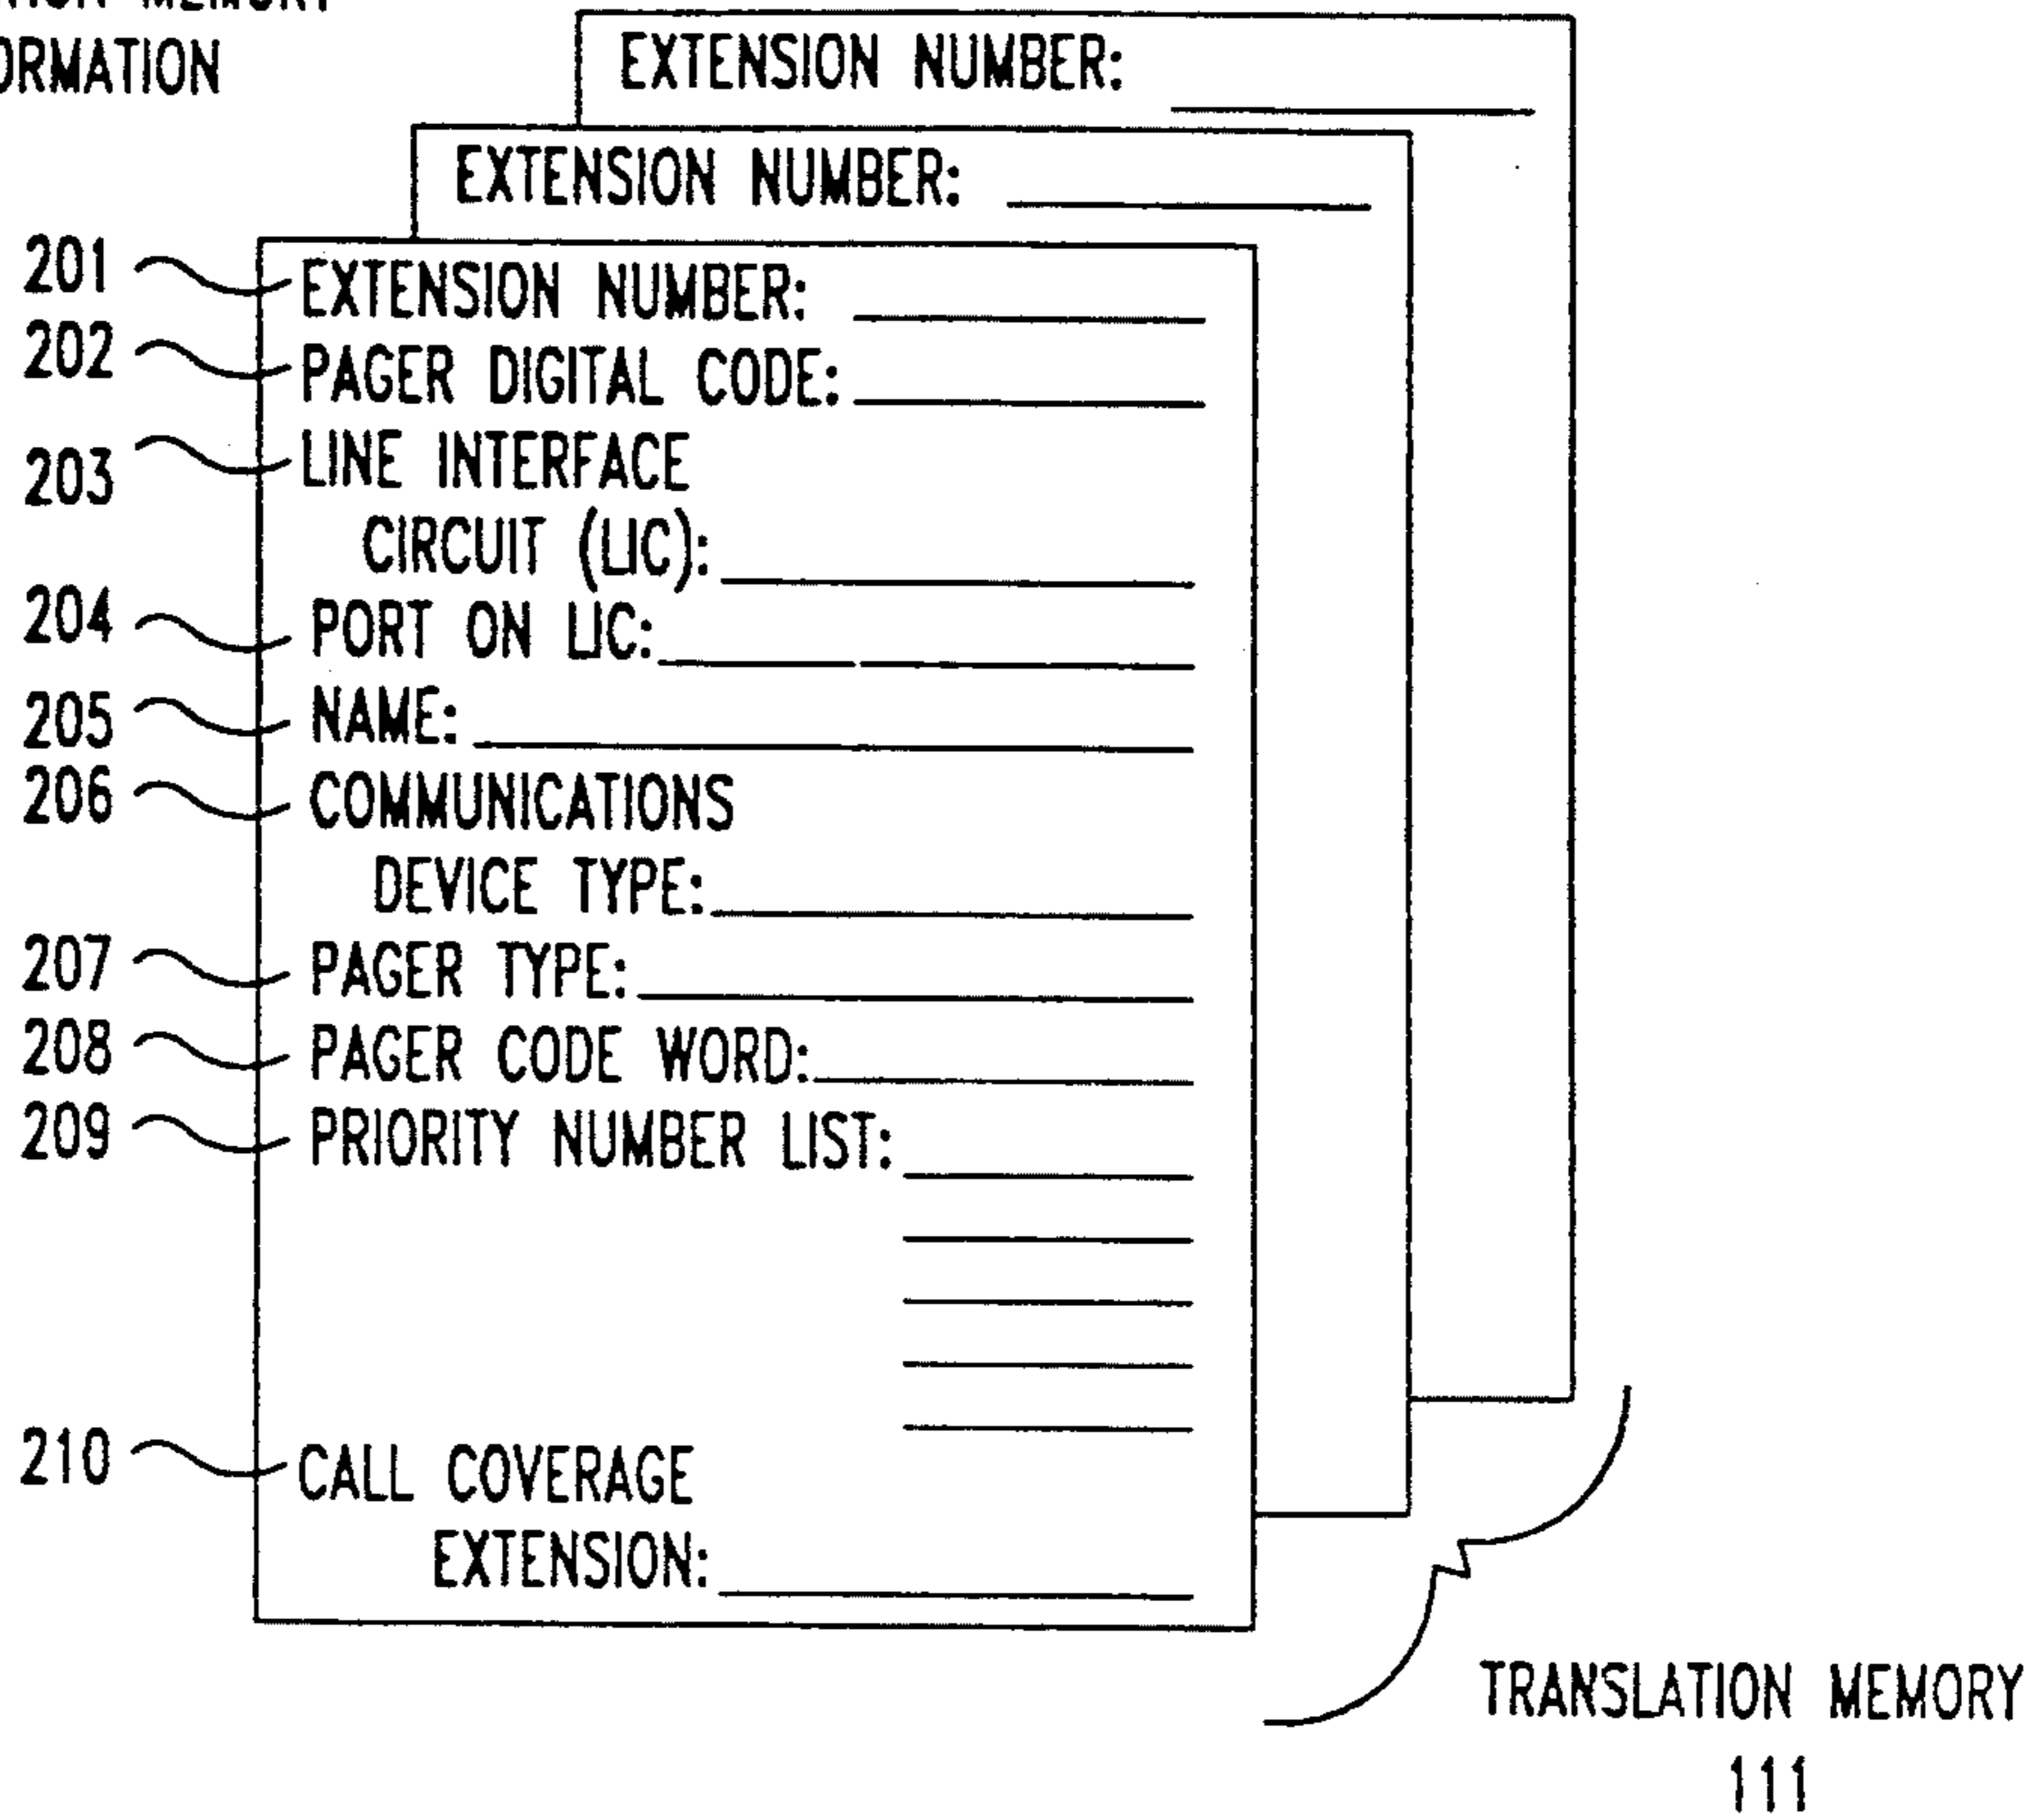 MEMORY
EXTENSION NUMBER:
EXTENSION NUMBER:
201 EXTENSION NUMBER:
202 PAGER DIGITAL CODE:
203 LINE INTERFACE
CIRCUIT (LIC):
204 PORT ON LIC:
205 NAME:
206 COMMUNICATIONS
DEVICE TYPE:
207 PAGER TYPE:
208 PAGER CODE WORD:
209 PRIORITY NUMBER LIST:
210 CALL COVERAGE
EXTENSION:
TRANSLATION MEMORY
111